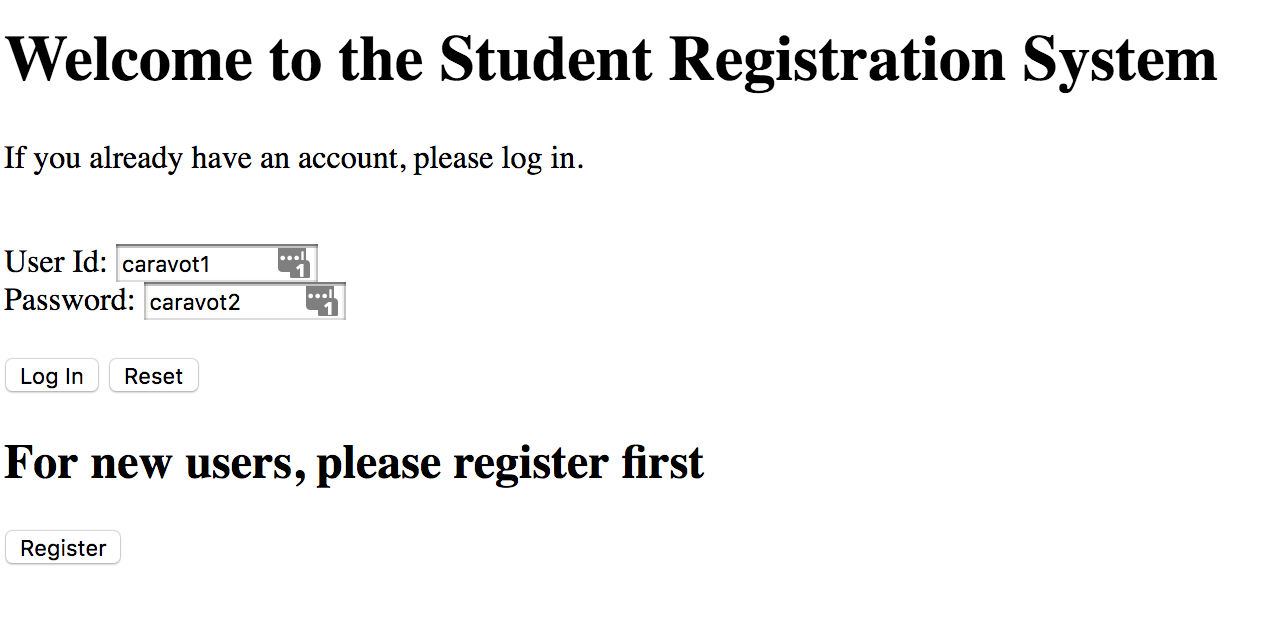 Welcome to the Student Registration System
If you already have an account, please log in.
User Id: caravot1
Password: caravot2
Log In Reset
For new users, please register first
Register